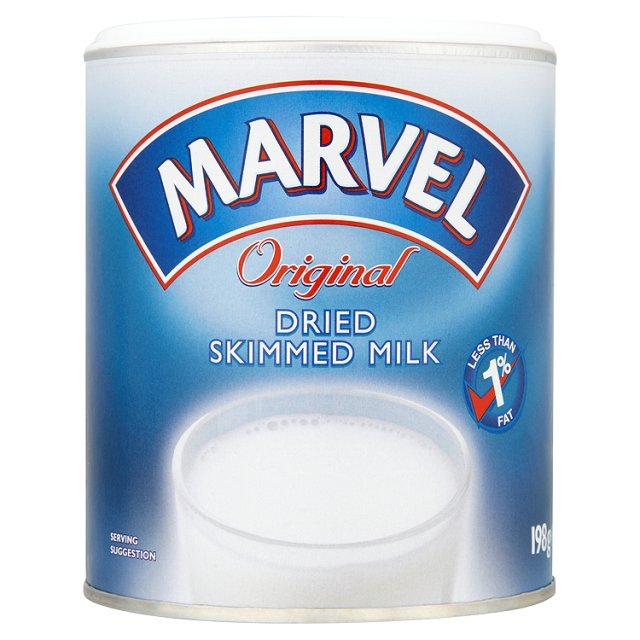 MARVEL
Original
DRIED
SKIMMED MILK
LESS THAN
1%
FAT
SERVING
SUGGESTION
198g